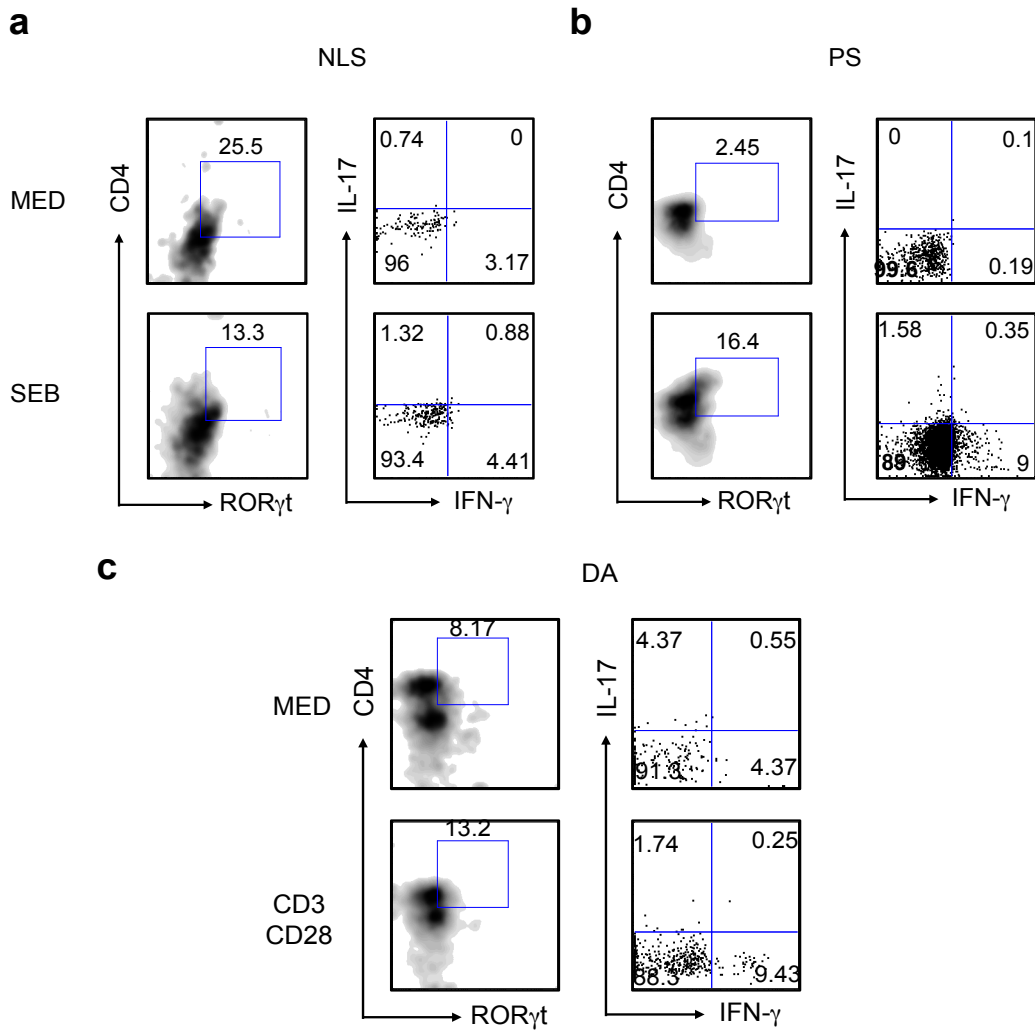 a
NLS
MED
CD4
25.5
IL-17
0.74 0
96 3.17
SEB
13.3
1.32 0.88
93.4 4.41
RORγt
IFN-γ
b
PS
CD4
2.45
IL-17
0 0.1
99.6 0.19
16.4
1.58 0.35
89 9
RORγt
IFN-γ
c
DA
MED
CD4
8.17
IL-17
4.37 0.55
91.3 4.37
CD3
CD28
13.2
1.74 0.25
88.3 9.43
RORγt
IFN-γ